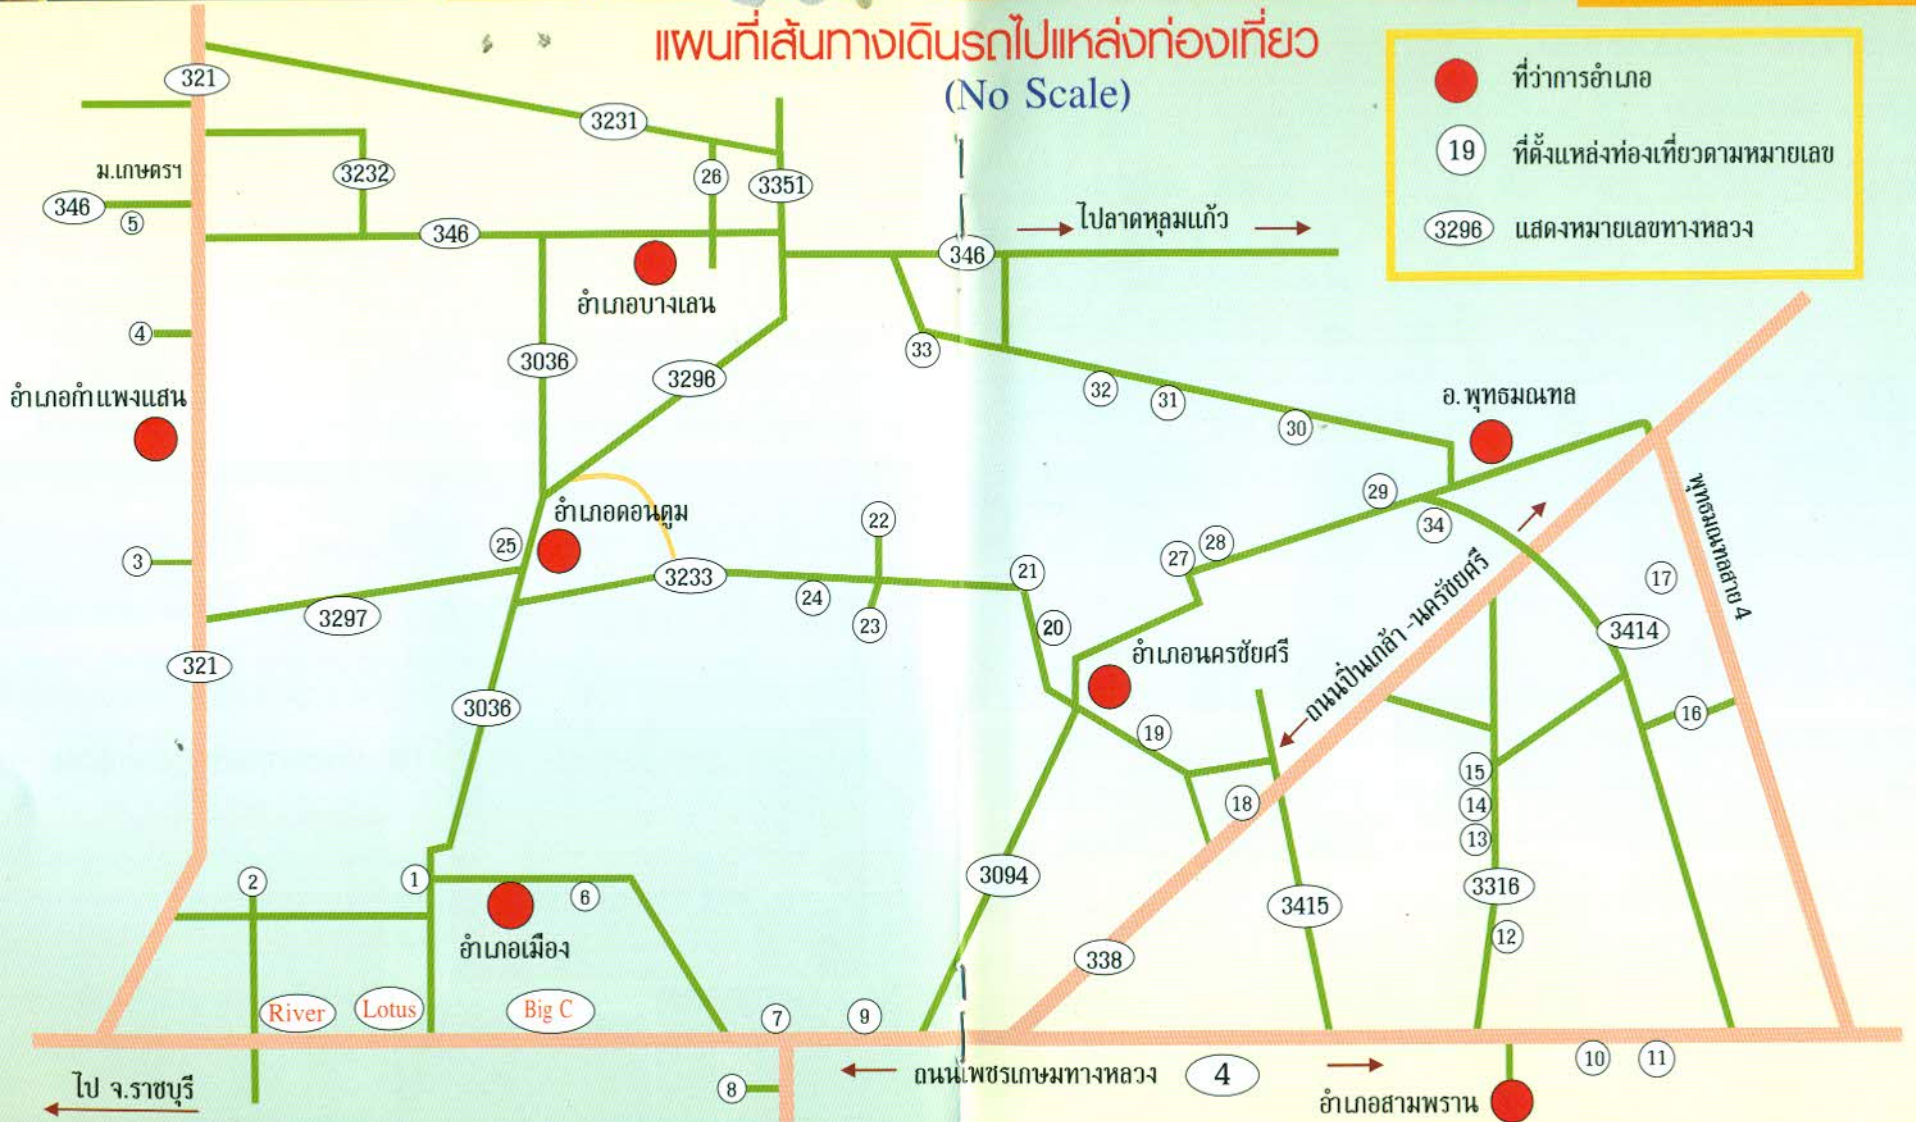 แผนที่เส้นทางเดินรถไปแหล่งท่องเที่ยว
(No Scale)
ที่ว่าการอำเภอ
19 ที่ตั้งแหล่งท่องเที่ยวตามหมายเลข
3296 แสดงหมายเลขทางหลวง
321
3231
ม.เกษตรฯ
3232
26
3351
346
5
346
346
ไปลาดหลุมแก้ว
อำเภอบางเลน
4
3036
3296
33
32
31
30
อ.พุทธมณฑล
อำเภอกำแพงแสน
พุทธมณฑลสาย 4
29
34
22
อำเภอดอนตูม
25
28
27
3
3233
24
23
21
20
17
3297
3414
321
อำเภอนครชัยศรี
ถนนปิ่นเกล้า-นครชัยศรี
3036
19
16
18
15
14
13
2
1
6
3094
3415
3316
12
อำเภอเมือง
338
River
Lotus
Big C
7
9
10
11
ไป จ.ราชบุรี
8
ถนนเพชรเกษมทางหลวง 4
อำเภอสามพราน